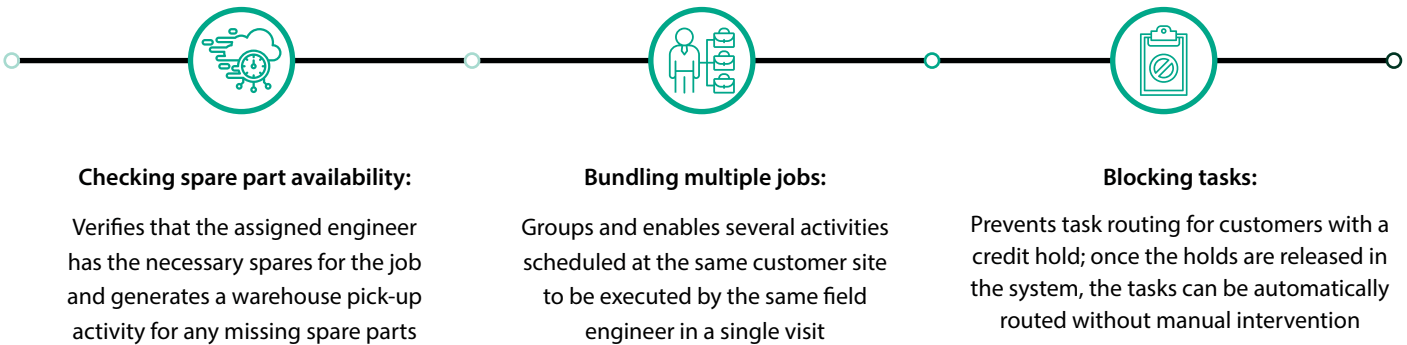 Checking spare part availability:
Verifies that the assigned engineer
has the necessary spares for the job
and generates a warehouse pick-up
activity for any missing spare parts
Bundling multiple jobs:
Groups and enables several activities
scheduled at the same customer site
to be executed by the same field
engineer in a single visit
Blocking tasks:
Prevents task routing for customers with a
credit hold; once the holds are released in
the system, the tasks can be automatically
routed without manual intervention